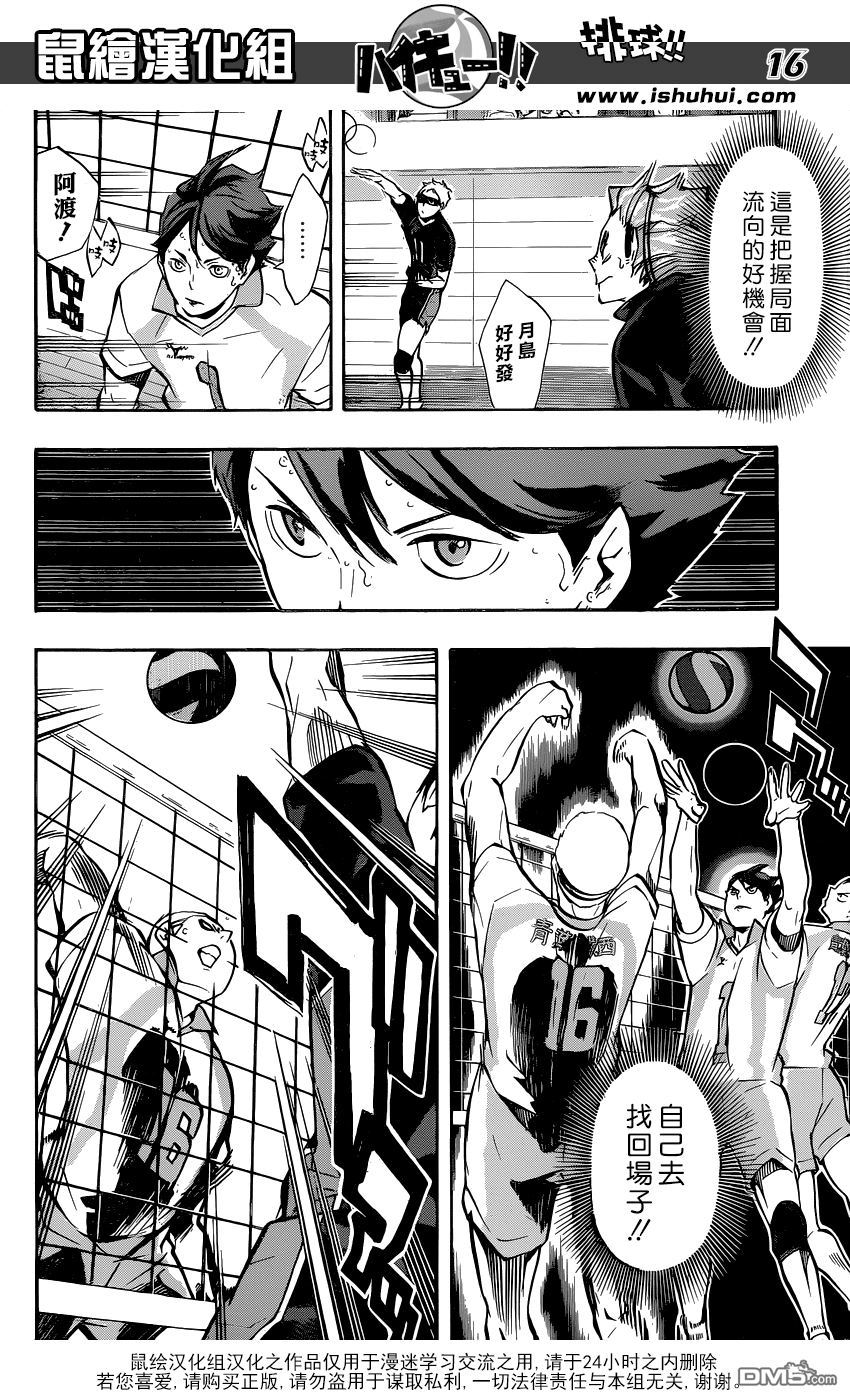 鼠繪漢化組
ハイキュー!!
排球!!
16
www.ishuhui.com
這是把握局面
流向的好機會!!
月島
好好發
………
吱
吱
阿渡!
吱
吱
青葉城西
16
自己去
找回場子!!
鼠绘汉化组汉化之作品仅用于漫迷学习交流之用, 请于24小时之内删除
若您喜爱, 请购买正版, 请勿盗用于谋取私利, 一切法律责任与本组无关, 谢谢。
DM5.com